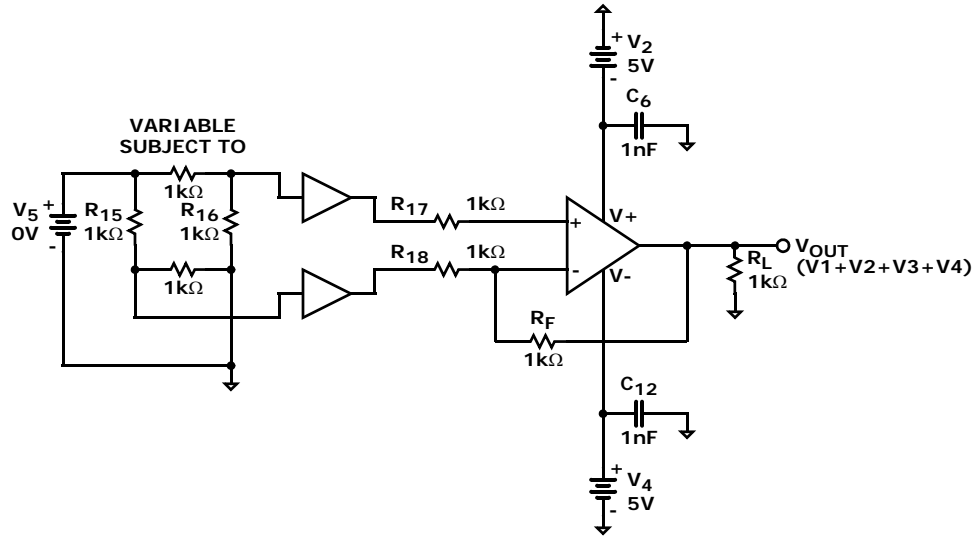 + V2
5V
-
C6
1nF
VARIABLE
SUBJECT TO
1kΩ
V5 +
0V
-
R15
1kΩ
R16
1kΩ
1kΩ
R17 1kΩ
R18 1kΩ
+
-
V+
V-
VOUT
(V1+V2+V3+V4)
RL
1kΩ
RF
1kΩ
C12
1nF
+ V4
5V
-